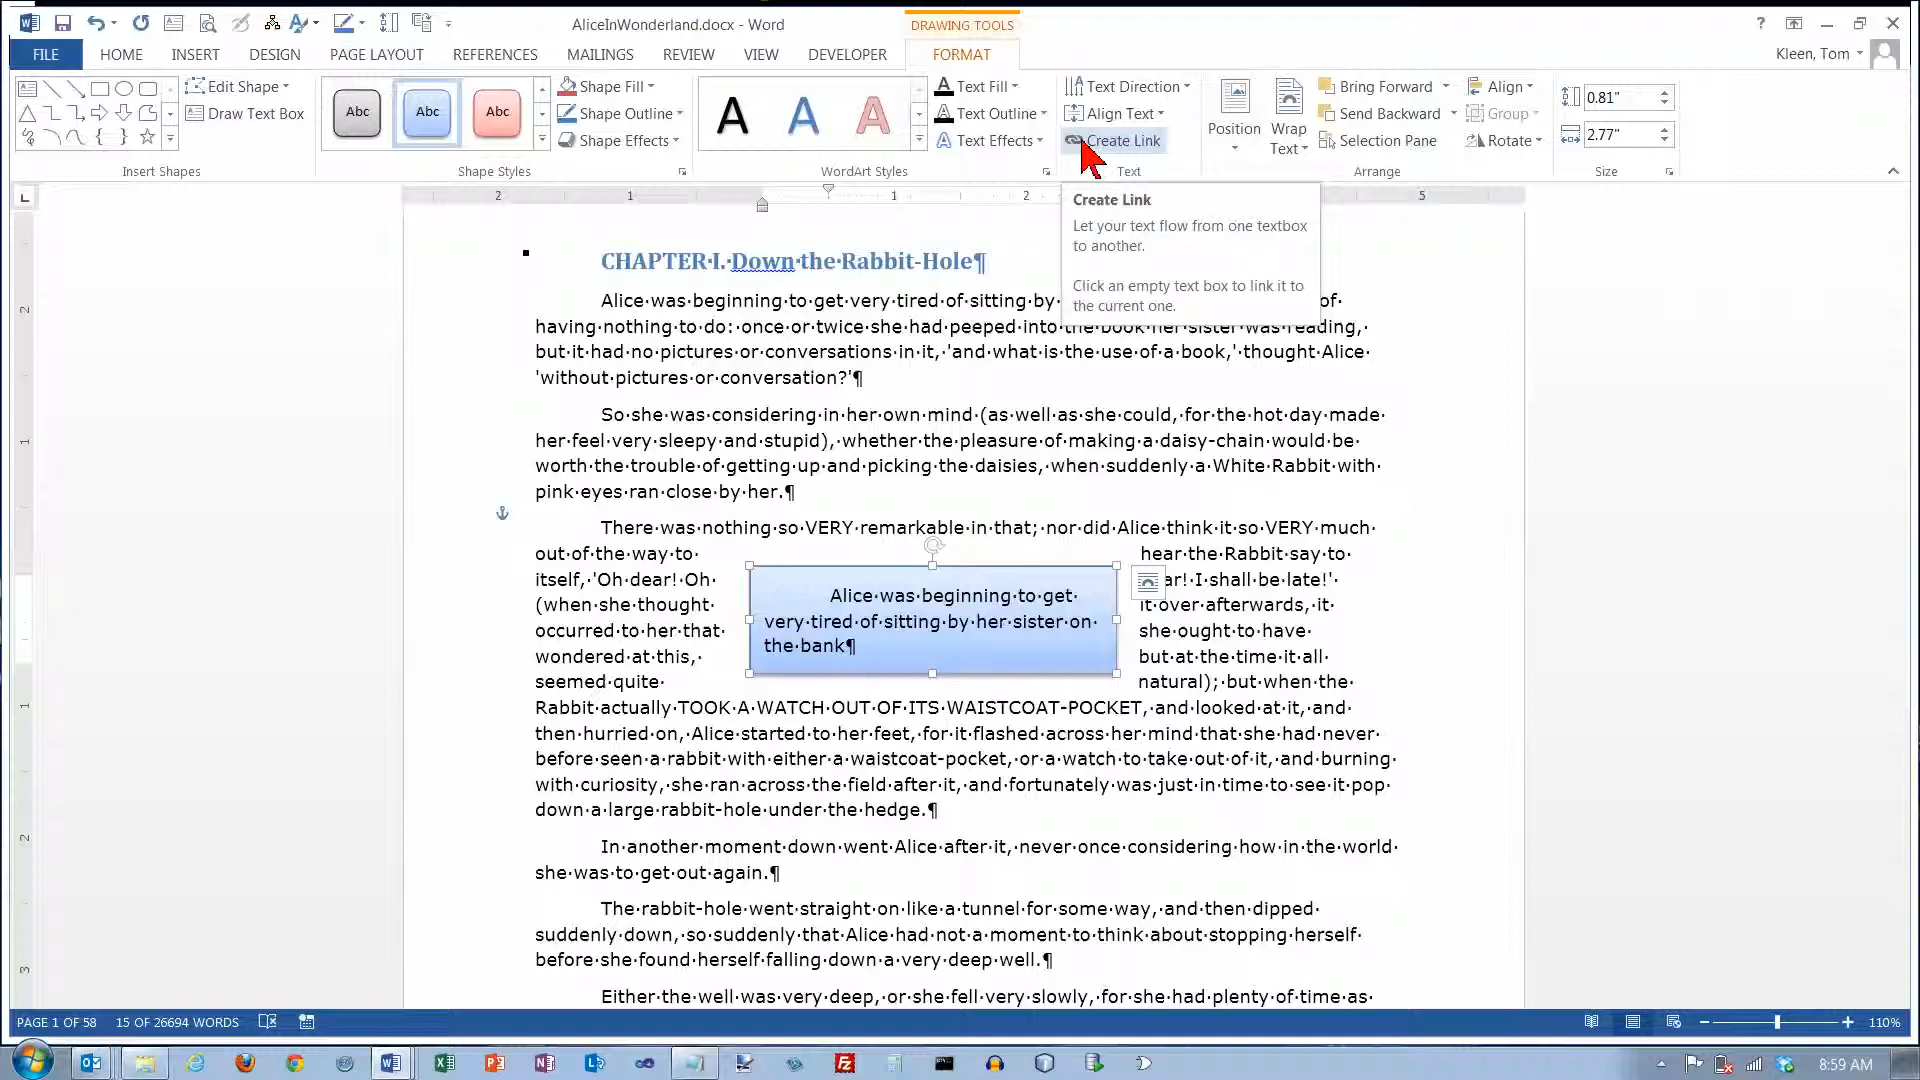 AliceInWonderland.docx - Word
DRAWING TOOLS
?
FILE HOME INSERT DESIGN PAGE LAYOUT REFERENCES MAILINGS REVIEW VIEW DEVELOPER FORMAT
Kleen, Tom
Edit Shape
Draw Text Box
Insert Shapes
Abc Abc Abc
Shape Fill
Shape Outline
Shape Effects
Shape Styles
A A A
Text Fill
Text Outline
Text Effects
WordArt Styles
Text Direction
Align Text
Create Link
Text
Position
Wrap
Text
Bring Forward
Send Backward
Selection Pane
Align
Group
Rotate
Arrange
0.81"
2.77"
Size
2 1 1 2 5
Create Link
Let your text flow from one textbox
to another.
Click an empty text box to link it to
the current one.
CHAPTER·I.·Down·the·Rabbit-Hole¶
Alice·was·beginning·to·get·very·tired·of·sitting·by· of·
having·nothing·to·do:·once·or·twice·she·had·peeped·into·the·book·her·sister·was·reading,·
but·it·had·no·pictures·or·conversations·in·it,·'and·what·is·the·use·of·a·book,'·thought·Alice·
'without·pictures·or·conversation?'¶
So·she·was·considering·in·her·own·mind·(as·well·as·she·could,·for·the·hot·day·made·
her·feel·very·sleepy·and·stupid),·whether·the·pleasure·of·making·a·daisy-chain·would·be·
worth·the·trouble·of·getting·up·and·picking·the·daisies,·when·suddenly·a·White·Rabbit·with·
pink·eyes·ran·close·by·her.¶
There·was·nothing·so·VERY·remarkable·in·that;·nor·did·Alice·think·it·so·VERY·much·
out·of·the·way·to· hear·the·Rabbit·say·to·
itself,·'Oh·dear!·Oh· ar!·I·shall·be·late!'·
(when·she·thought· it·over·afterwards,·it·
occurred·to·her·that· she·ought·to·have·
wondered·at·this,· but·at·the·time·it·all·
seemed·quite· natural);·but·when·the·
Alice·was·beginning·to·get·
very·tired·of·sitting·by·her·sister·on·
the·bank¶
Rabbit·actually·TOOK·A·WATCH·OUT·OF·ITS·WAISTCOAT-POCKET,·and·looked·at·it,·and·
then·hurried·on,·Alice·started·to·her·feet,·for·it·flashed·across·her·mind·that·she·had·never·
before·seen·a·rabbit·with·either·a·waistcoat-pocket,·or·a·watch·to·take·out·of·it,·and·burning·
with·curiosity,·she·ran·across·the·field·after·it,·and·fortunately·was·just·in·time·to·see·it·pop·
down·a·large·rabbit-hole·under·the·hedge.¶
In·another·moment·down·went·Alice·after·it,·never·once·considering·how·in·the·world·
she·was·to·get·out·again.¶
The·rabbit-hole·went·straight·on·like·a·tunnel·for·some·way,·and·then·dipped·
suddenly·down,·so·suddenly·that·Alice·had·not·a·moment·to·think·about·stopping·herself·
before·she·found·herself·falling·down·a·very·deep·well.¶
Either·the·well·was·very·deep,·or·she·fell·very·slowly,·for·she·had·plenty·of·time·as·
2
1
1
2
3
PAGE 1 OF 58 15 OF 26694 WORDS 110%
8:59 AM